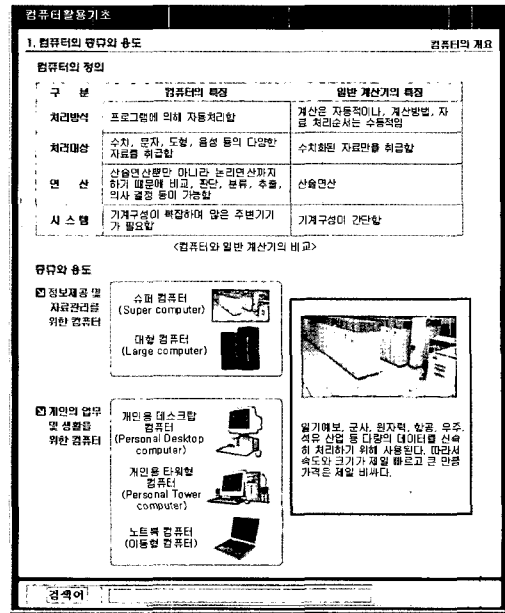 컴퓨터활용기초
1. 컴퓨터의 종류와 용도
컴퓨터의 개요
컴퓨터의 정의
구 분 컴퓨터의 특징 일반 계산기의 특징
처리방식 프로그램에 의해 자동처리함 계산은 자동적이나, 계산방법, 자
료 처리순서는 수동적임
처리대상 수치, 문자, 도형, 음성 등의 다양한
자료를 취급함
수치화된 자료만을 취급함
연 산 산술연산뿐만 아니라 논리연산까지
하기 때문에 비교, 판단, 분류, 추출,
의사 결정 등이 가능함
산술연산
시 스 템 기계구성이 복잡하며 많은 주변기기
가 필요함
기계구성이 간단함
<컴퓨터와 일반 계산기의 비교>
종류와 용도
정보제공 및
자료관리를
위한 컴퓨터
슈퍼 컴퓨터
(Super computer)
대형 컴퓨터
(Large computer)
개인의 업무
및 생활을
위한 컴퓨터
개인용 데스크탑
컴퓨터
(Personal Desktop
computer)
개인용 타워형
컴퓨터
(Personal Tower
computer)
노트북 컴퓨터
(이동형 컴퓨터)
일기예보, 군사, 원자력, 항공, 우주,
석유 산업 등 다량의 데이터를 신속
히 처리하기 위해 사용된다. 따라서
속도와 크기가 제일 빠르고 큰 만큼
가격은 제일 비싸다.
검색어